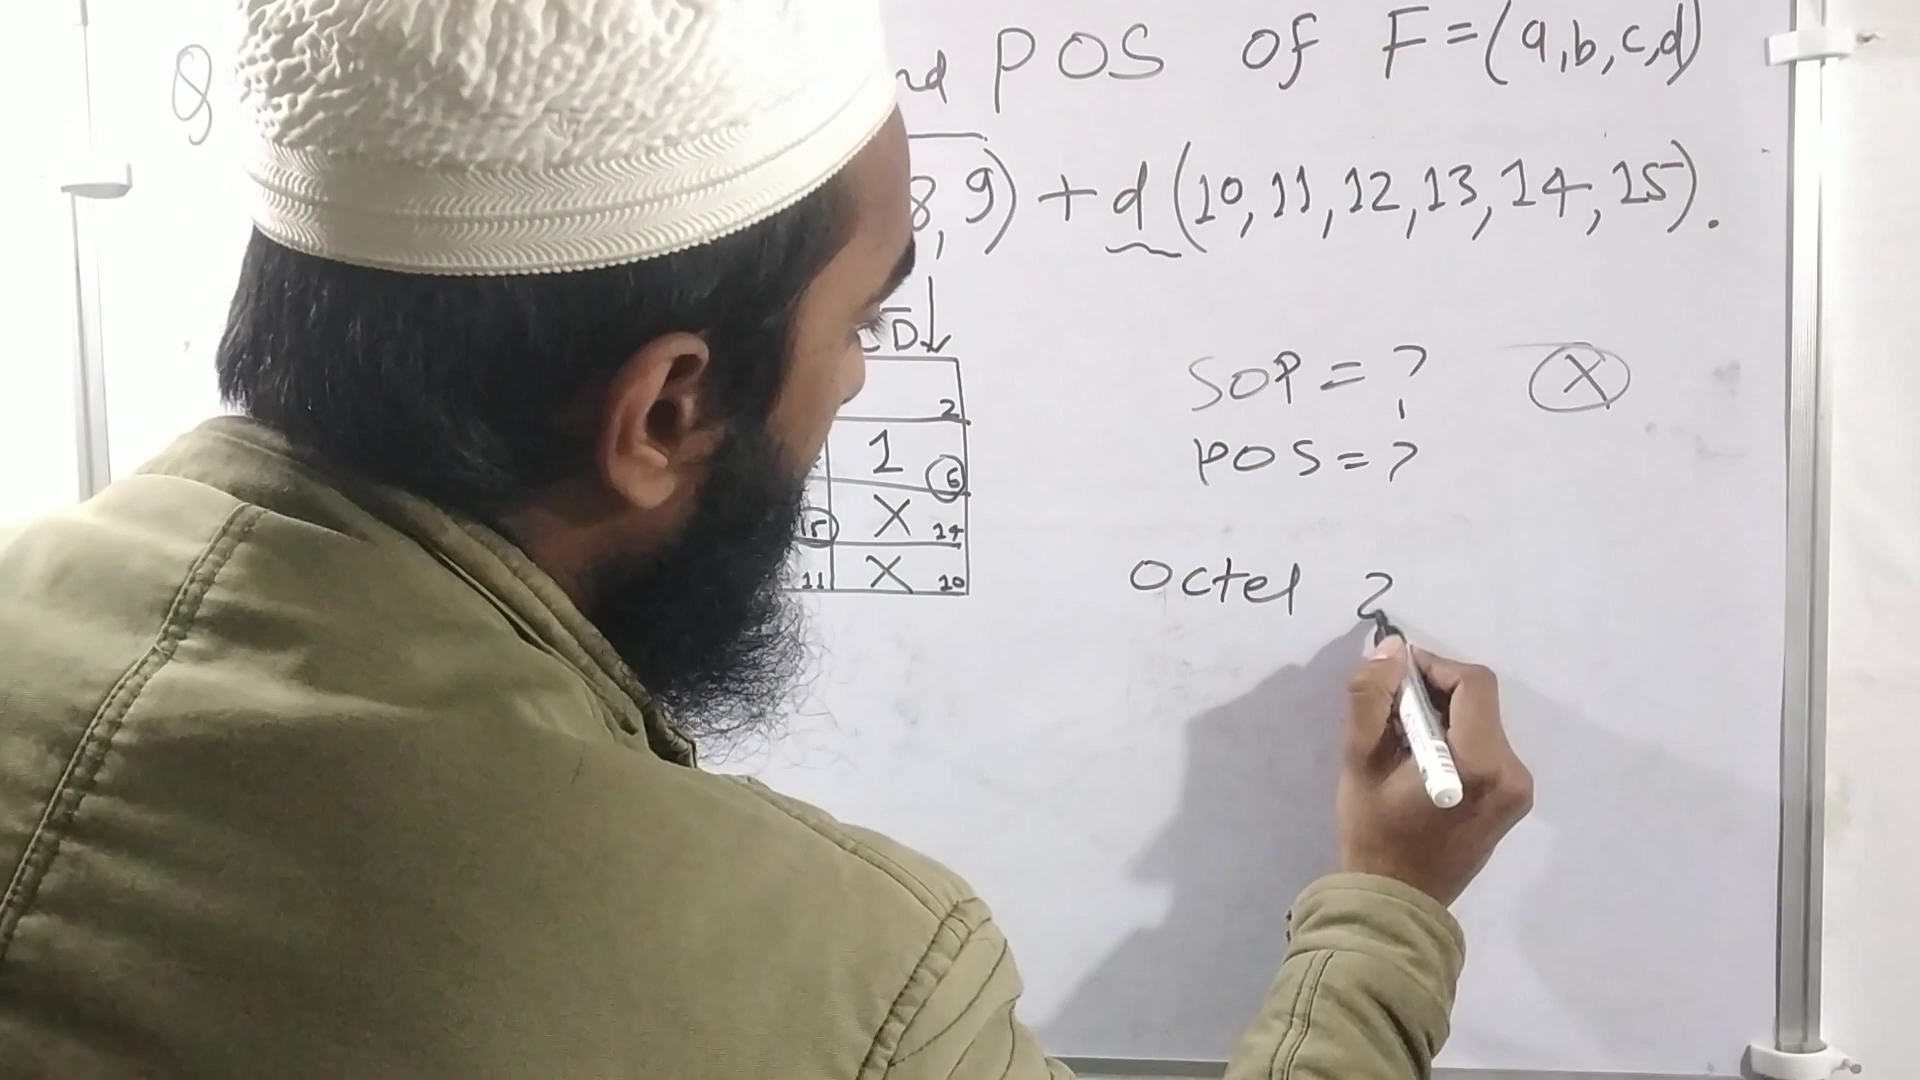 Q nd POS of F=(a,b,c,d)
8,9)+d(10,11,12,13,14,15).
CD
2
1 6
15 X 14
11 X 10
SOP = ? X
POS = ?
Octel 2